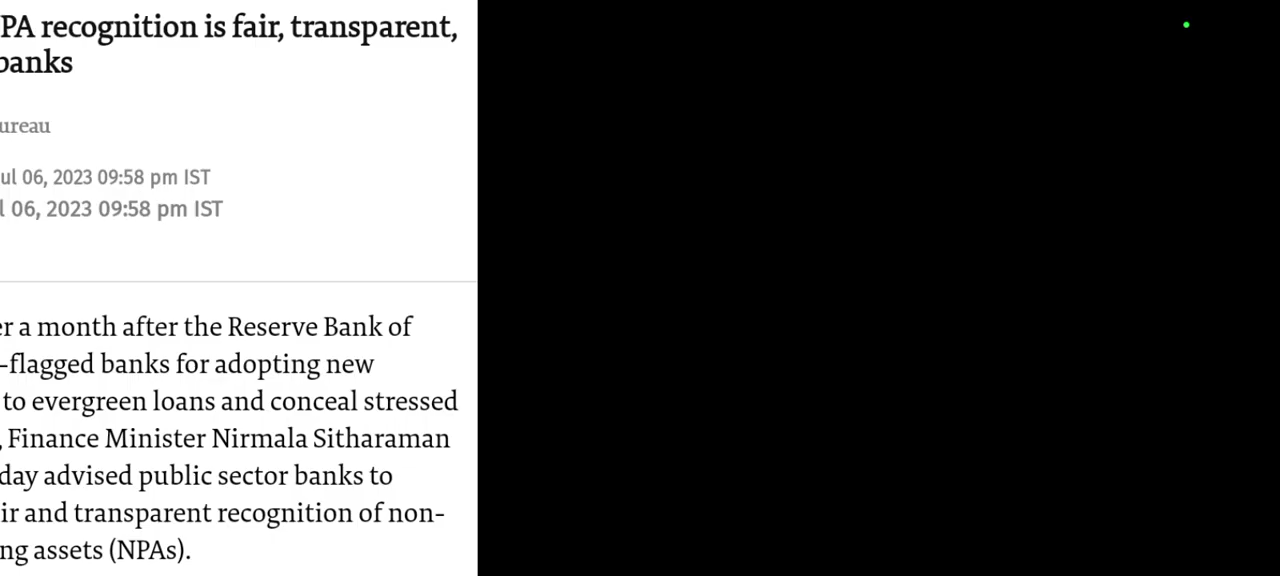 PA recognition is fair, transparent,
banks
ureau
ul 06, 2023 09:58 pm IST
l 06, 2023 09:58 pm IST
er a month after the Reserve Bank of
-flagged banks for adopting new
to evergreen loans and conceal stressed
, Finance Minister Nirmala Sitharaman
day advised public sector banks to
ir and transparent recognition of non-
ng assets (NPAs).